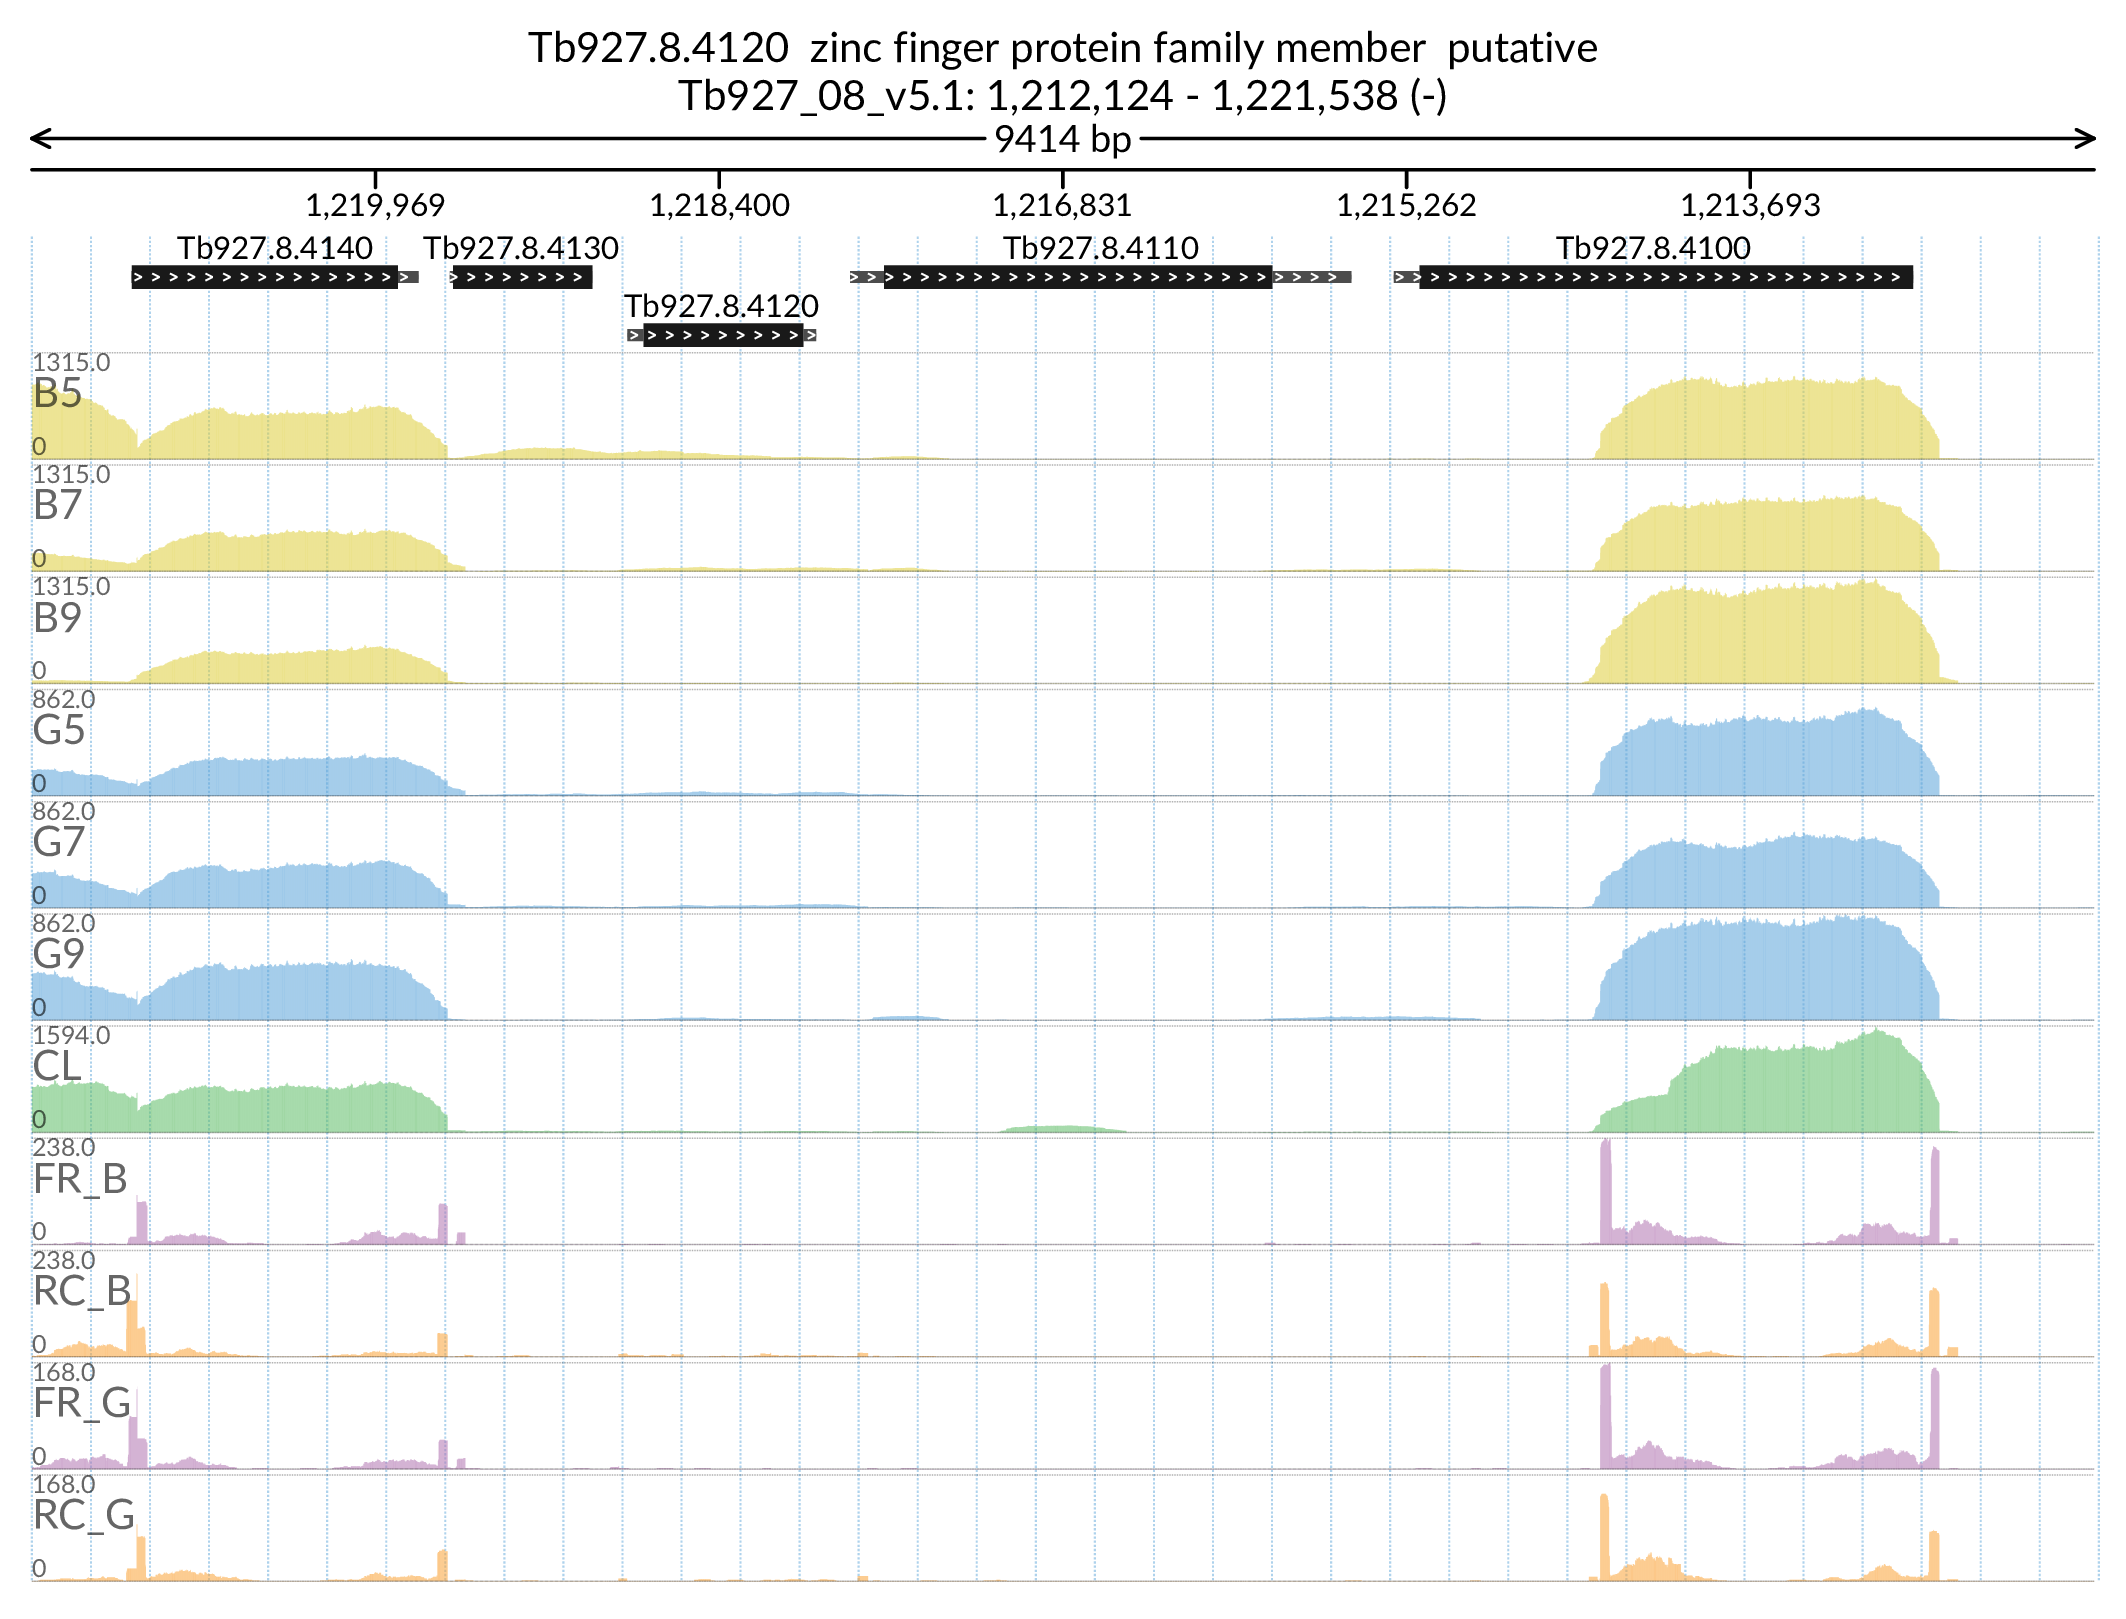 Tb927.8.4120  zinc finger protein family member  putative
Tb927_08_v5.1: 1,212,124 - 1,221,538 (-)
9414 bp
1,219,969 1,218,400 1,216,831 1,215,262 1,213,693
Tb927.8.4140 Tb927.8.4130 Tb927.8.4110 Tb927.8.4100
Tb927.8.4120
1315.0
B5
0
1315.0
B7
0
1315.0
B9
0
862.0
G5
0
862.0
G7
0
862.0
G9
0
1594.0
CL
0
238.0
FR_B
0
238.0
RC_B
0
168.0
FR_G
0
168.0
RC_G
0